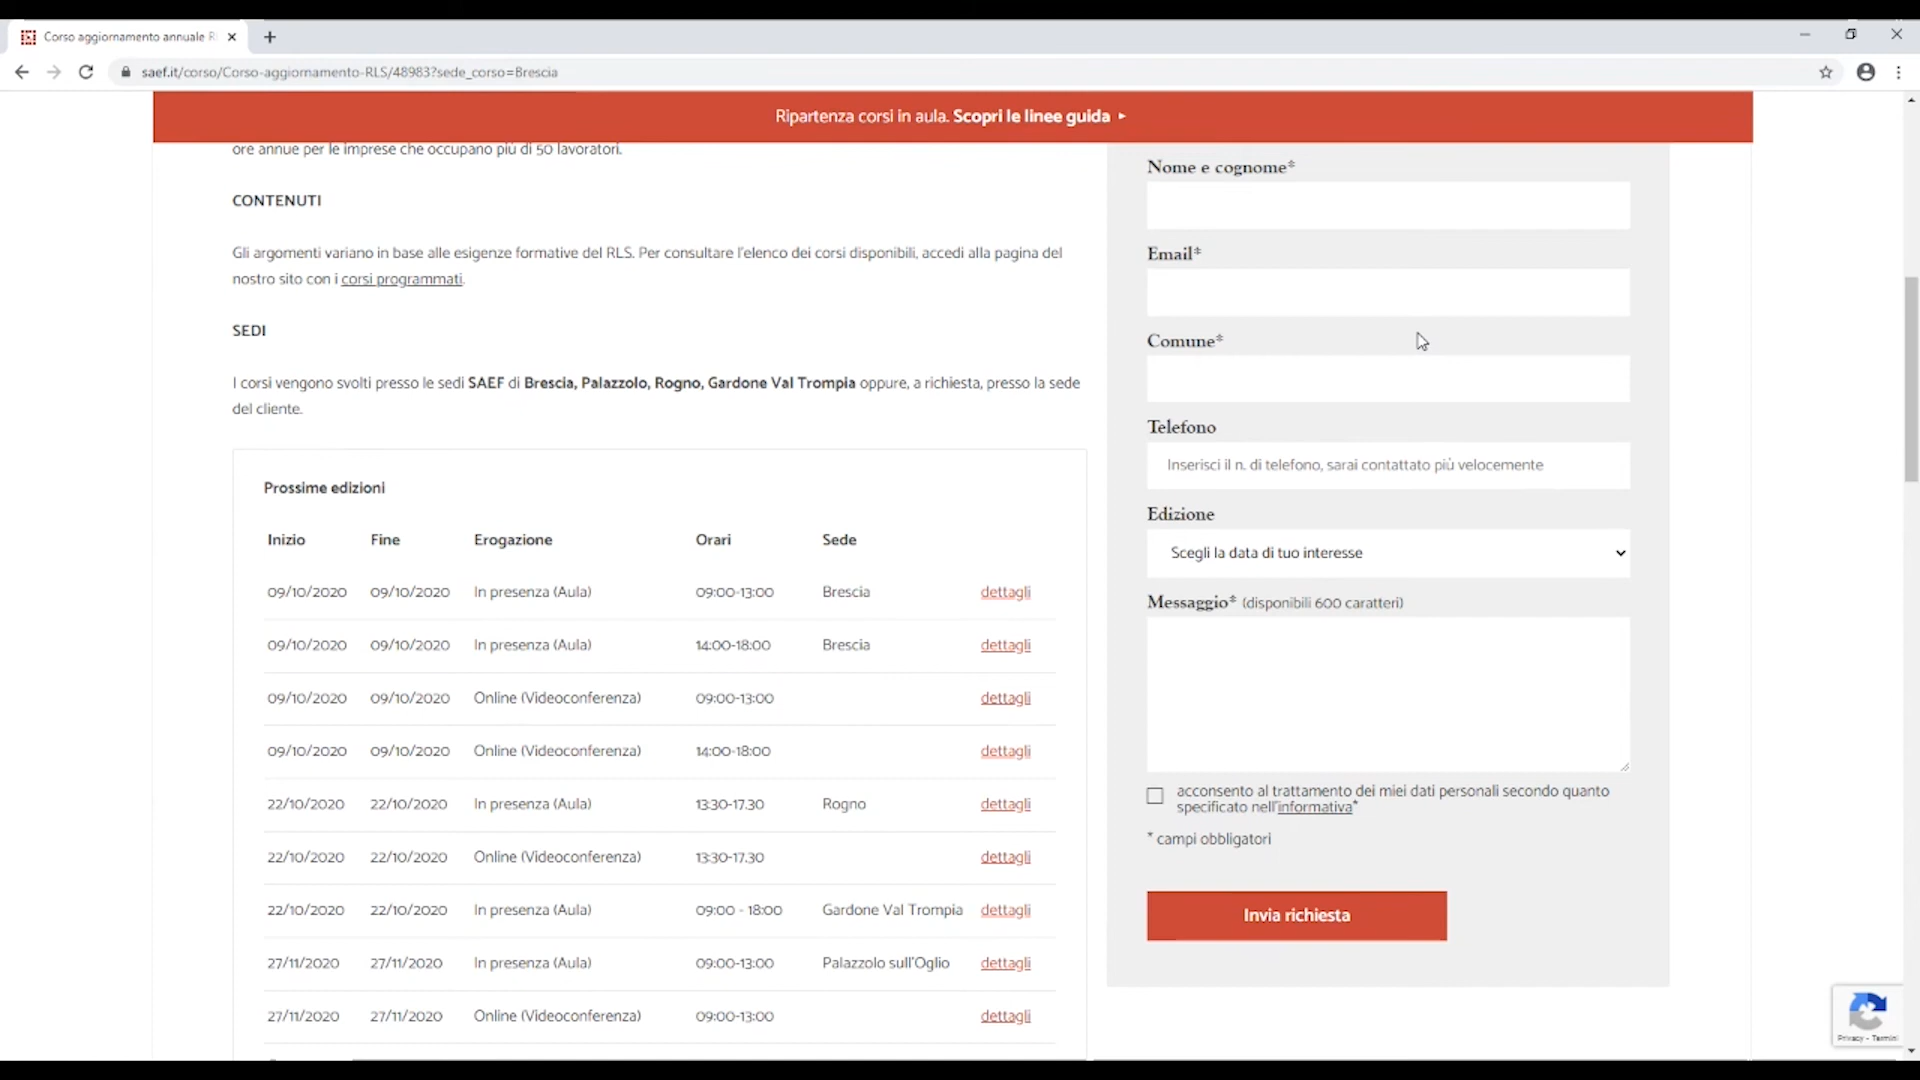 Corso aggiornamento annuale R
saef.it/corso/Corso-aggiornamento-RLS/48983?sede_corso=Brescia
Ripartenza corsi in aula. Scopri le linee guida ▸
ore annue per le imprese che occupano più di 50 lavoratori.
CONTENUTI
Gli argomenti variano in base alle esigenze formative del RLS. Per consultare l'elenco dei corsi disponibili, accedi alla pagina del
nostro sito con i corsi programmati.
SEDI
I corsi vengono svolti presso le sedi SAEF di Brescia, Palazzolo, Rogno, Gardone Val Trompia oppure, a richiesta, presso la sede
del cliente.
Prossime edizioni
Inizio Fine Erogazione Orari Sede
09/10/2020 09/10/2020 In presenza (Aula) 09:00-13:00 Brescia dettagli
09/10/2020 09/10/2020 In presenza (Aula) 14:00-18:00 Brescia dettagli
09/10/2020 09/10/2020 Online (Videoconferenza) 09:00-13:00 dettagli
09/10/2020 09/10/2020 Online (Videoconferenza) 14:00-18:00 dettagli
22/10/2020 22/10/2020 In presenza (Aula) 13:30-17.30 Rogno dettagli
22/10/2020 22/10/2020 Online (Videoconferenza) 13:30-17.30 dettagli
22/10/2020 22/10/2020 In presenza (Aula) 09:00 - 18:00 Gardone Val Trompia dettagli
27/11/2020 27/11/2020 In presenza (Aula) 09:00-13:00 Palazzolo sull'Oglio dettagli
27/11/2020 27/11/2020 Online (Videoconferenza) 09:00-13:00 dettagli
Nome e cognome*
Email*
Comune*
Telefono
Inserisci il n. di telefono, sarai contattato più velocemente
Edizione
Scegli la data di tuo interesse
Messaggio* (disponibili 600 caratteri)
acconsento al trattamento dei miei dati personali secondo quanto
specificato nell'informativa*
* campi obbligatori
Invia richiesta
Privacy - Termini